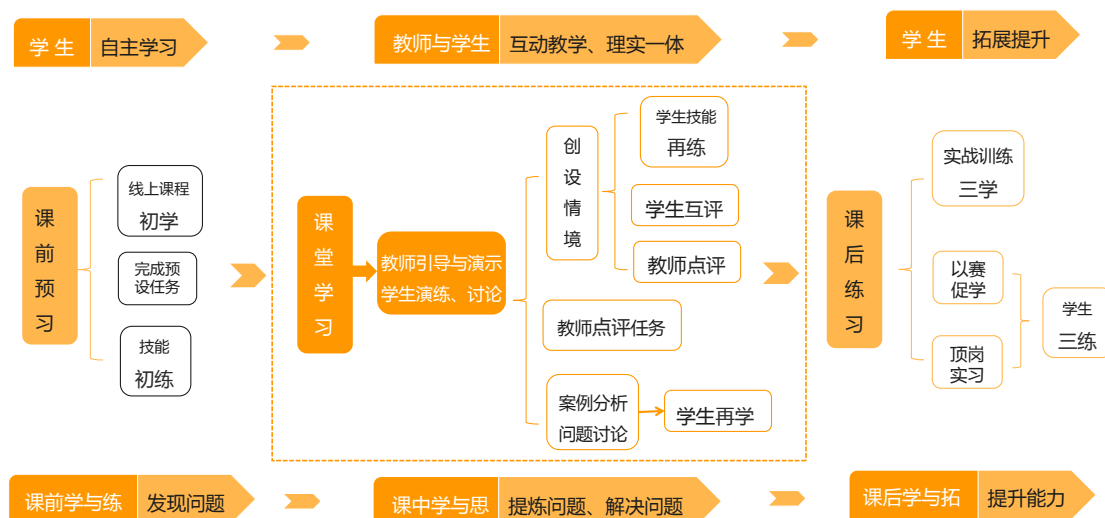 学 生 自主学习
教师与学生 互动教学、理实一体
学 生 拓展提升
课
前
预
习
线上课程
初学
完成预
设任务
技能
初练
课
堂
学
习
教师引导与演示
学生演练、讨论
创
设
情
境
学生技能
再练
学生互评
教师点评
教师点评任务
案例分析
问题讨论
学生再学
课
后
练
习
实战训练
三学
以赛
促学
顶岗
实习
学生
三练
课前学与练 发现问题
课中学与思 提炼问题、解决问题
课后学与拓 提升能力